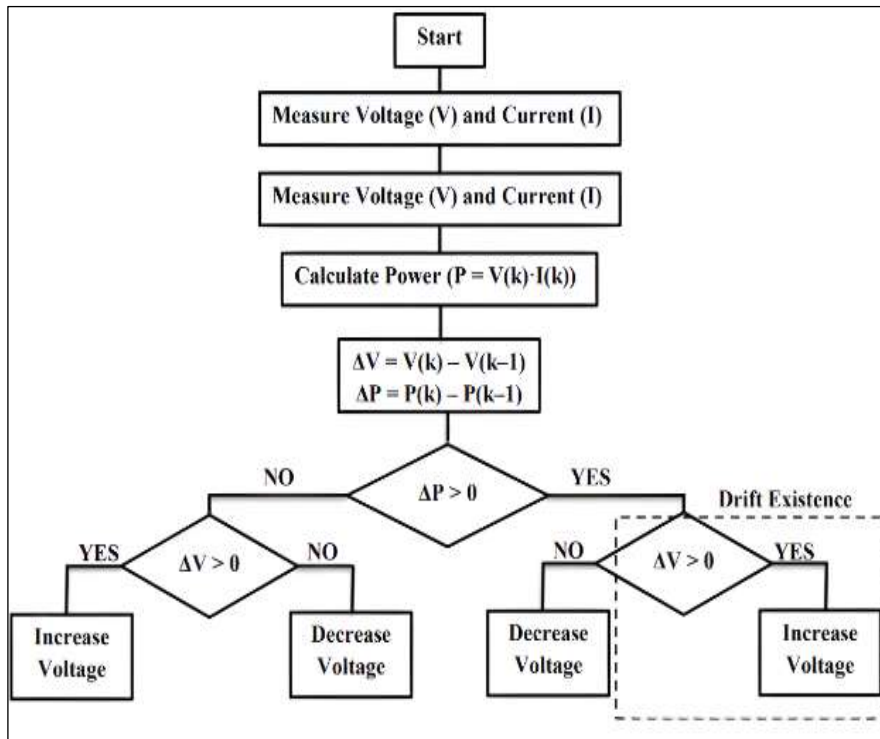 Start
Measure Voltage (V) and Current (I)
Measure Voltage (V) and Current (I)
Calculate Power (P = V(k)·I(k))
ΔV = V(k) – V(k–1)
ΔP = P(k) – P(k–1)
NO
ΔP > 0
YES
Drift Existence
YES
ΔV > 0
NO
NO
ΔV > 0
YES
Increase
Voltage
Decrease
Voltage
Decrease
Voltage
Increase
Voltage